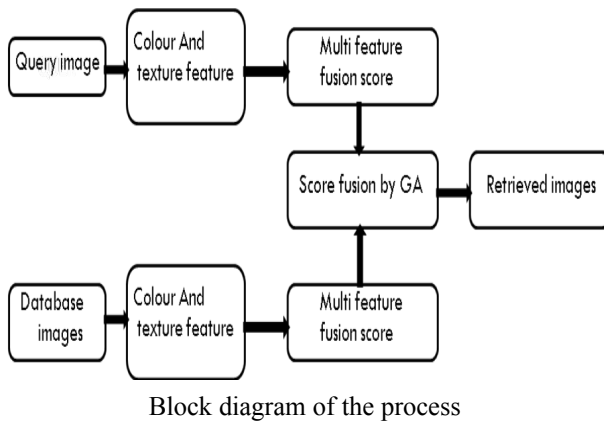 Query image
Colour And
texture feature
Multi feature
fusion score
Score fusion by GA
Retrieved images
Database
images
Colour And
texture feature
Multi feature
fusion score
Block diagram of the process